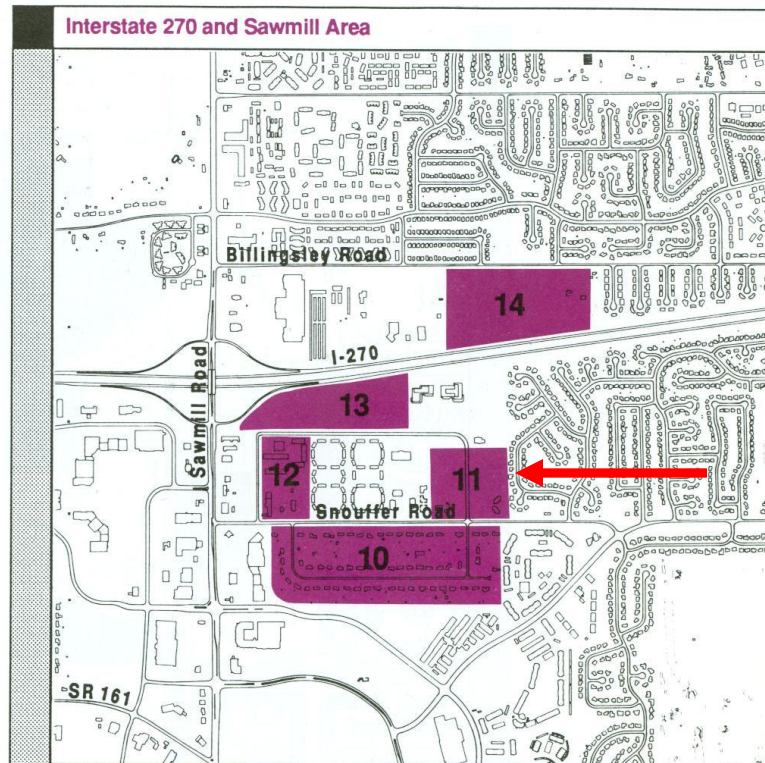 Interstate 270 and Sawmill Area
Billingsley Road
14
I-270
Sawmill Road
13
12
11
Snouffer Road
10
SR 161